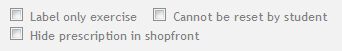 Label only exercise Cannot be reset by student
Hide prescription in shopfront